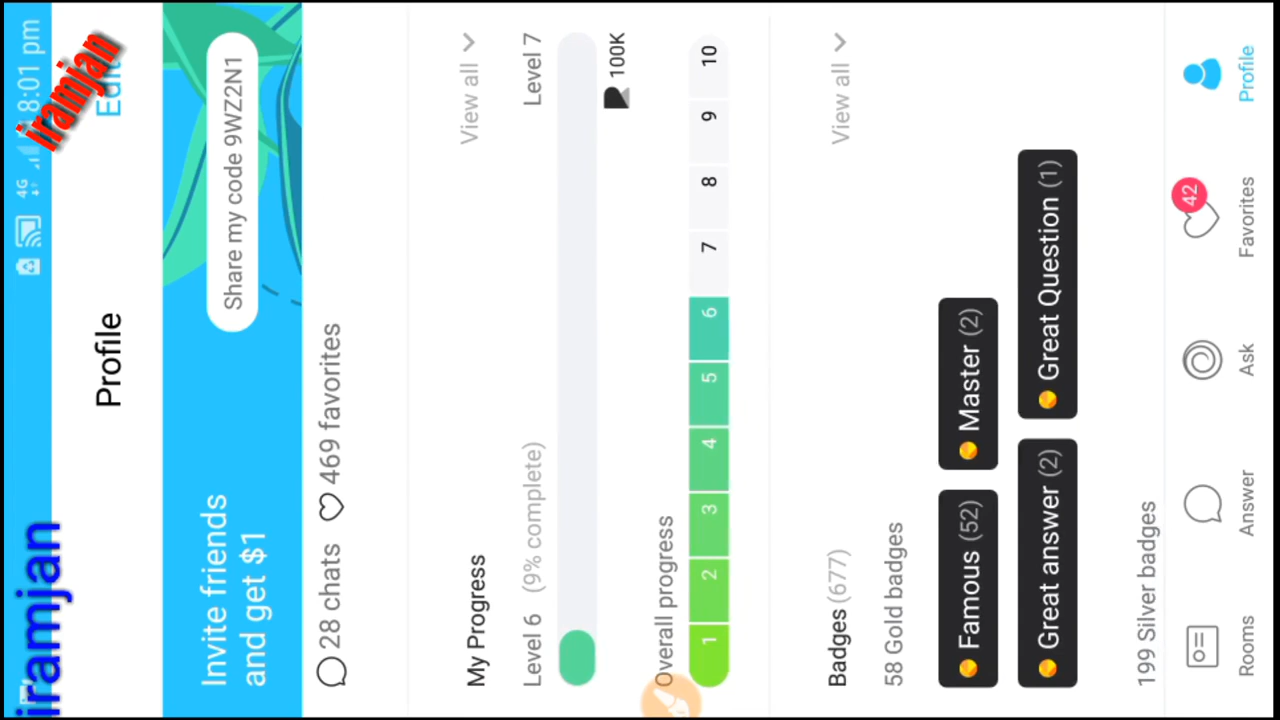 4G 8:01 pm
iramjan
iramjan
Profile
Edit
Invite friends
and get $1
Share my code 9WZ2N1
28 chats 469 favorites
My Progress
View all
Level 6 (9% complete)
Level 7
100K
Overall progress
1 2 3 4 5 6 7 8 9 10
Badges (677)
View all
58 Gold badges
Famous (52)
Master (2)
Great answer (2)
Great Question (1)
199 Silver badges
42
Rooms
Answer
Ask
Favorites
Profile